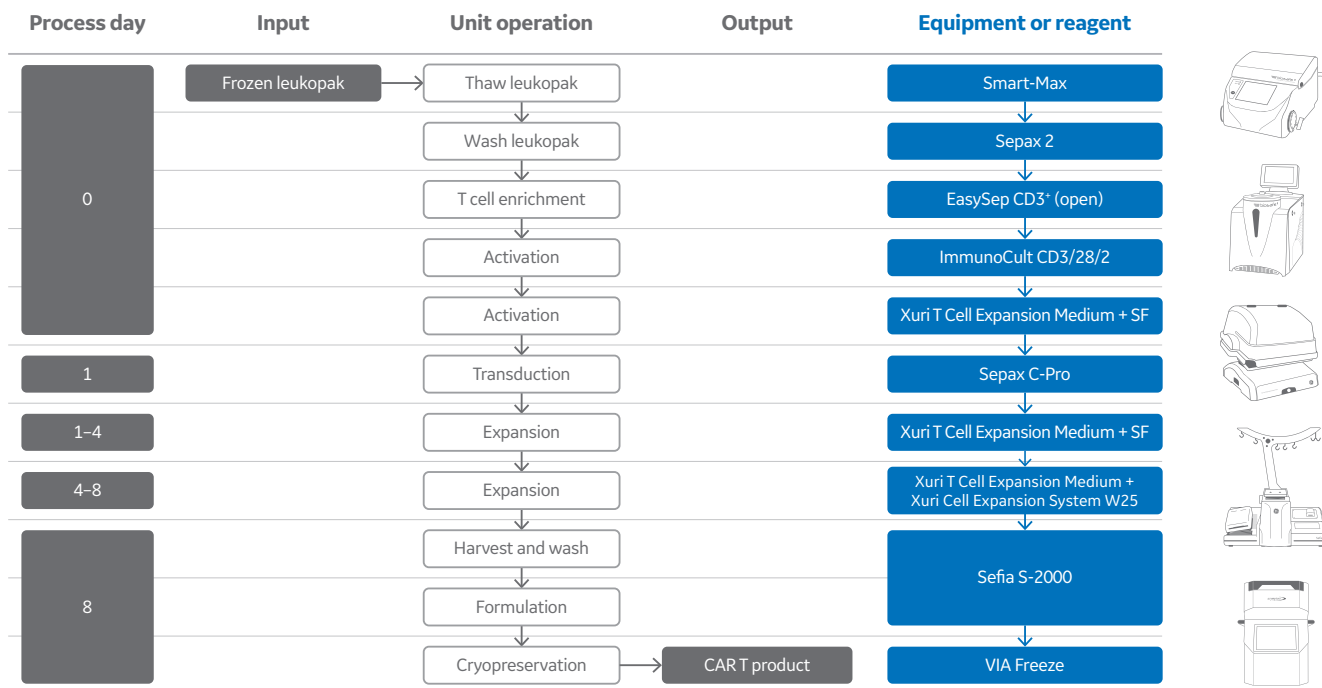 Process day Input Unit operation Output Equipment or reagent
0 Frozen leukopak Thaw leukopak Smart-Max
Wash leukopak Sepax 2
T cell enrichment EasySep CD3⁺ (open)
Activation ImmunoCult CD3/28/2
Activation Xuri T Cell Expansion Medium + SF
1 Transduction Sepax C-Pro
1–4 Expansion Xuri T Cell Expansion Medium + SF
4–8 Expansion Xuri T Cell Expansion Medium +
Xuri Cell Expansion System W25
8 Harvest and wash Sefia S-2000
Formulation
Cryopreservation CAR T product VIA Freeze